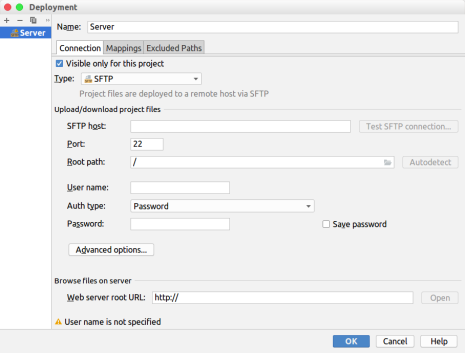 Deployment
Server
Name: Server
Connection Mappings Excluded Paths
Visible only for this project
Type: SFTP
Project files are deployed to a remote host via SFTP
Upload/download project files
SFTP host: Test SFTP connection...
Port: 22
Root path: / Autodetect
User name:
Auth type: Password
Password: Save password
Advanced options...
Browse files on server
Web server root URL: http:// Open
User name is not specified
OK Cancel Help